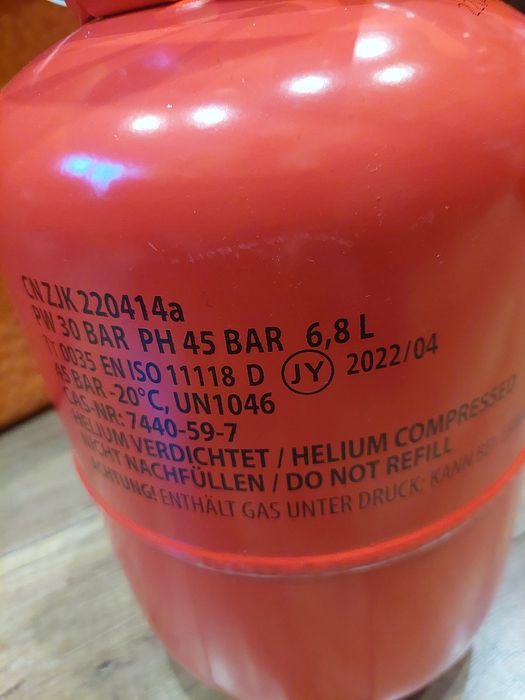 CN ZJK 220414a
PW 30 BAR PH 45 BAR 6,8 L
0035 EN ISO 11118 D JY 2022/04
45 BAR -20°C, UN1046
CAS-NR: 7440-59-7
HELIUM VERDICHTET / HELIUM COMPRESSED
NICHT NACHFÜLLEN / DO NOT REFILL
ACHTUNG! ENTHÄLT GAS UNTER DRUCK; KANN BEI